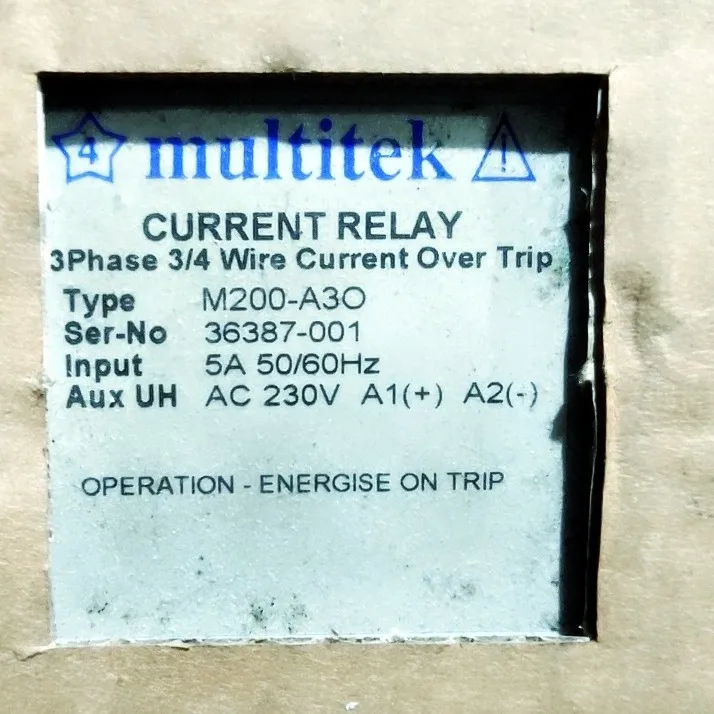 4 multitek !
CURRENT RELAY
3Phase 3/4 Wire Current Over Trip
Type M200-A3O
Ser-No 36387-001
Input 5A 50/60Hz
Aux UH AC 230V A1(+) A2(-)
OPERATION - ENERGISE ON TRIP